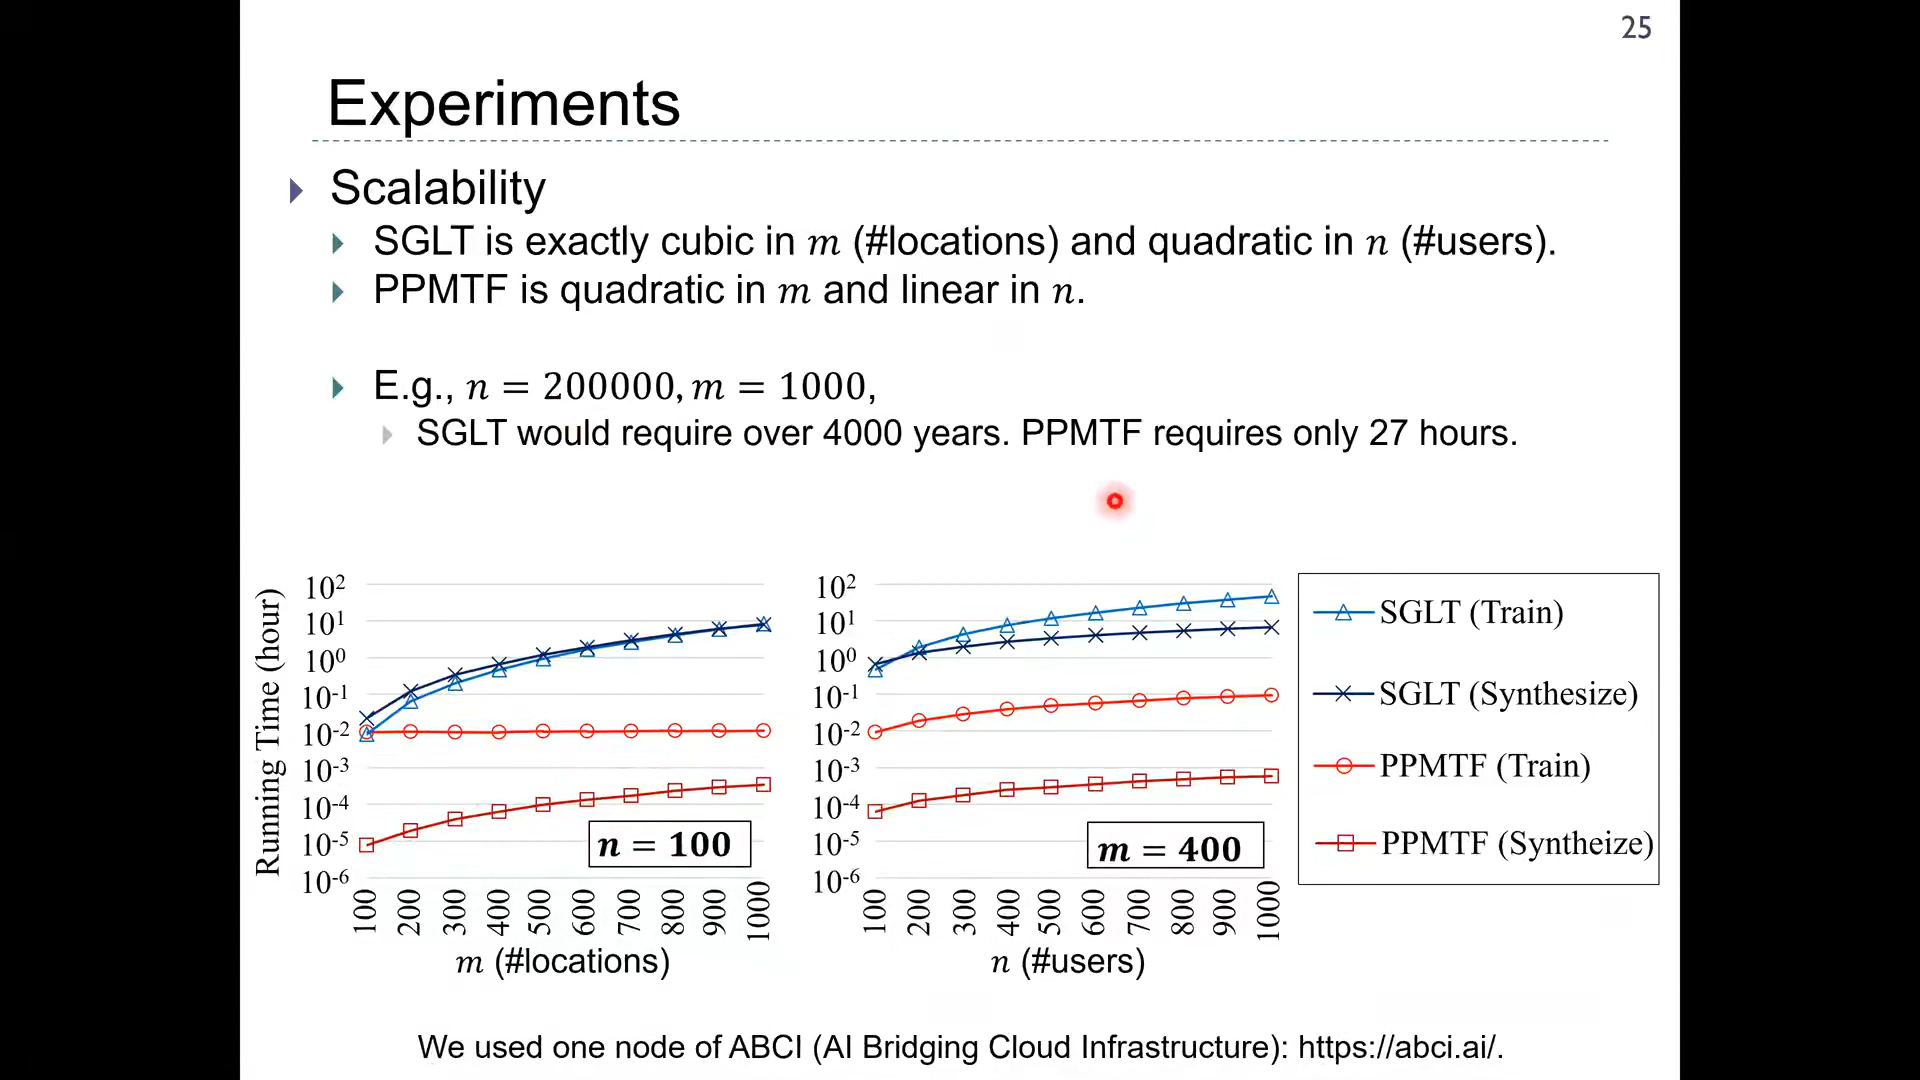 25
Experiments
Scalability
SGLT is exactly cubic in m (#locations) and quadratic in n (#users).
PPMTF is quadratic in m and linear in n.
E.g., n = 200000, m = 1000,
SGLT would require over 4000 years. PPMTF requires only 27 hours.
Running Time (hour)
10²
10¹
10⁰
10⁻¹
10⁻²
10⁻³
10⁻⁴
10⁻⁵
10⁻⁶
n = 100
100 200 300 400 500 600 700 800 900 1000
m (#locations)
10²
10¹
10⁰
10⁻¹
10⁻²
10⁻³
10⁻⁴
10⁻⁵
10⁻⁶
m = 400
100 200 300 400 500 600 700 800 900 1000
n (#users)
SGLT (Train)
SGLT (Synthesize)
PPMTF (Train)
PPMTF (Syntheize)
We used one node of ABCI (AI Bridging Cloud Infrastructure): https://abci.ai/.